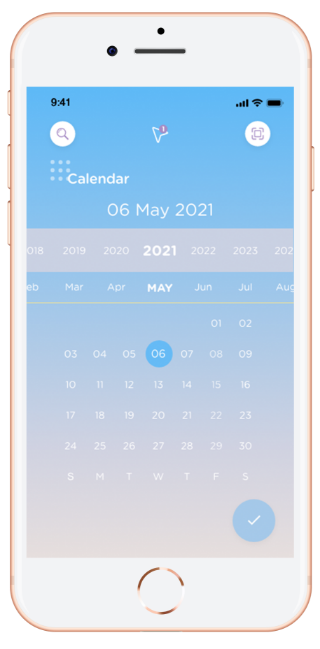 9:41
1
Calendar
06 May 2021
018 2019 2020 2021 2022 2023 202
eb Mar Apr MAY Jun Jul Aug
01 02
03 04 05 06 07 08 09
10 11 12 13 14 15 16
17 18 19 20 21 22 23
24 25 26 27 28 29 30
S M T W T F S